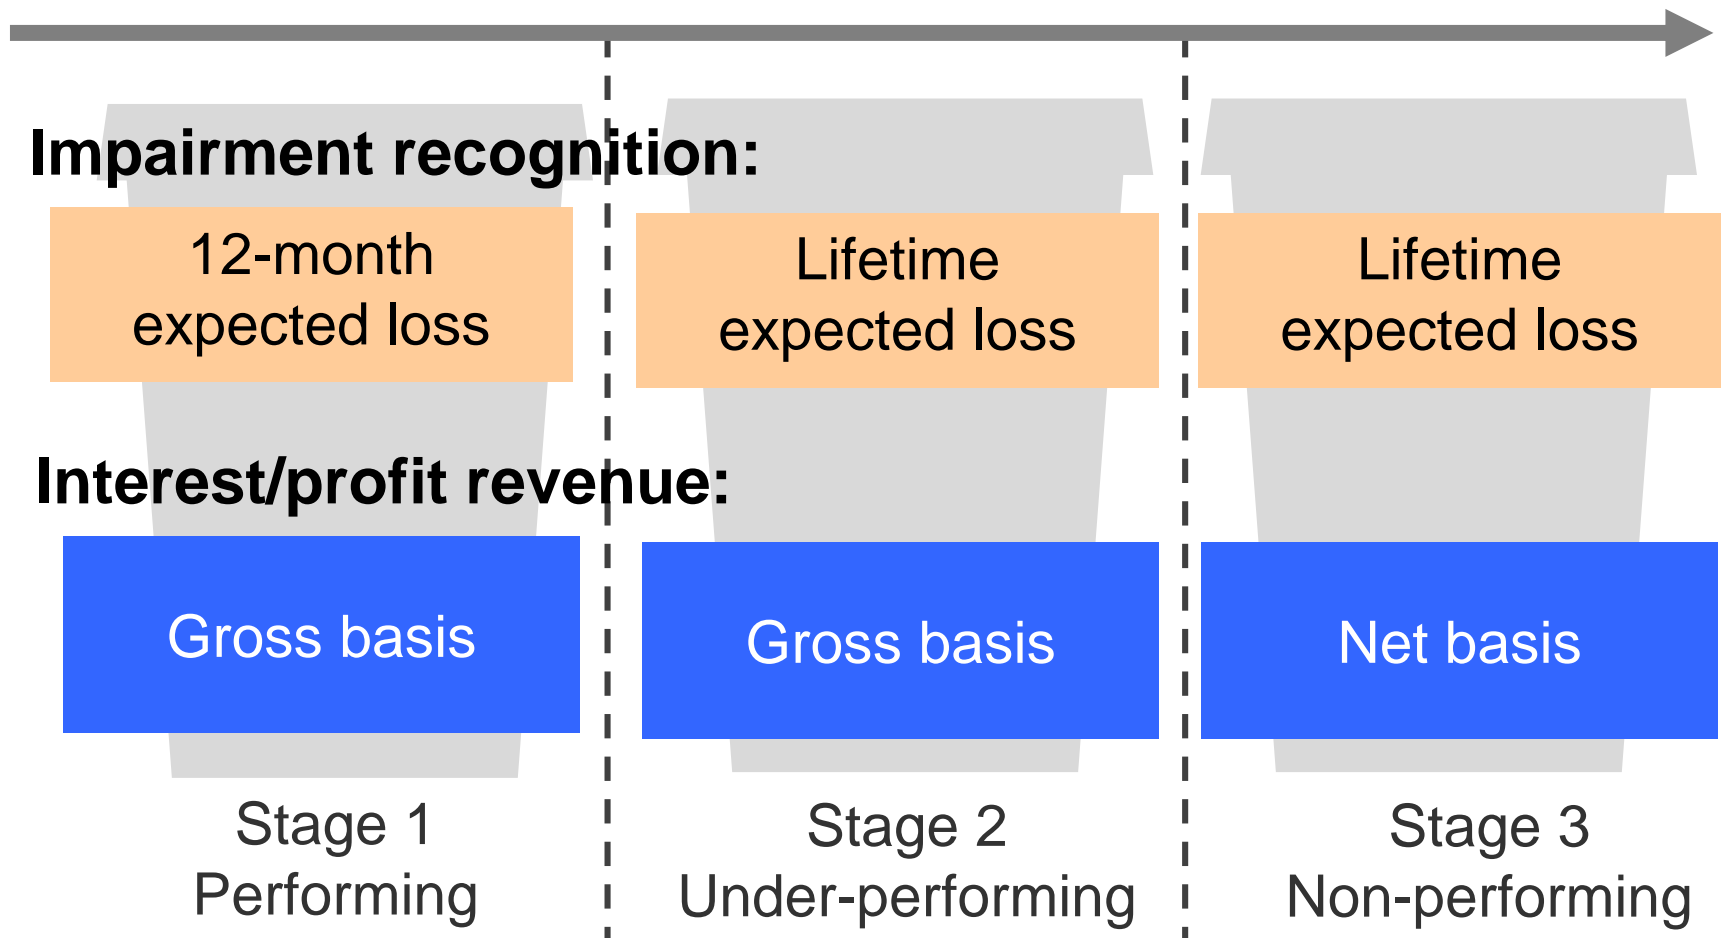 Impairment recognition:
12-month
expected loss
Lifetime
expected loss
Lifetime
expected loss
Interest/profit revenue:
Gross basis
Gross basis
Net basis
Stage 1
Performing
Stage 2
Under-performing
Stage 3
Non-performing